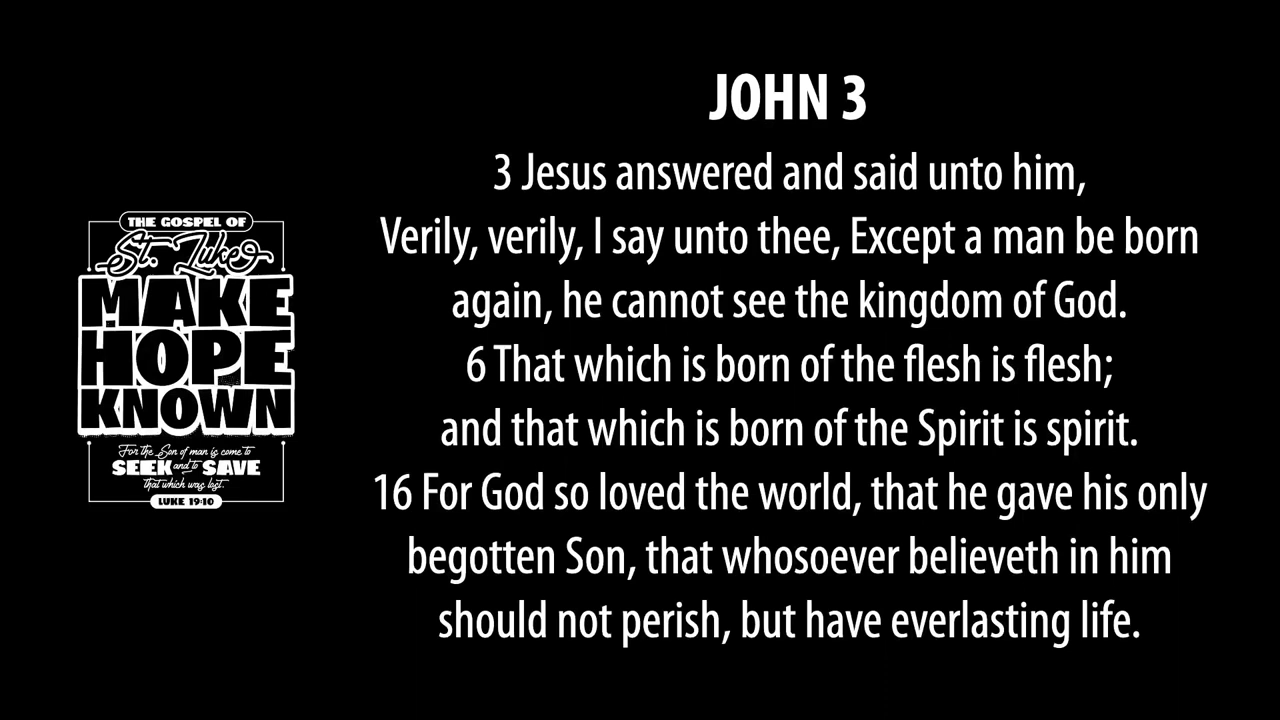 THE GOSPEL OF
St. Luke
MAKE
HOPE
KNOWN
For the Son of man is come to
SEEK and to SAVE
that which was lost.
LUKE 19:10
JOHN 3
3 Jesus answered and said unto him,
Verily, verily, I say unto thee, Except a man be born
again, he cannot see the kingdom of God.
6 That which is born of the flesh is flesh;
and that which is born of the Spirit is spirit.
16 For God so loved the world, that he gave his only
begotten Son, that whosoever believeth in him
should not perish, but have everlasting life.